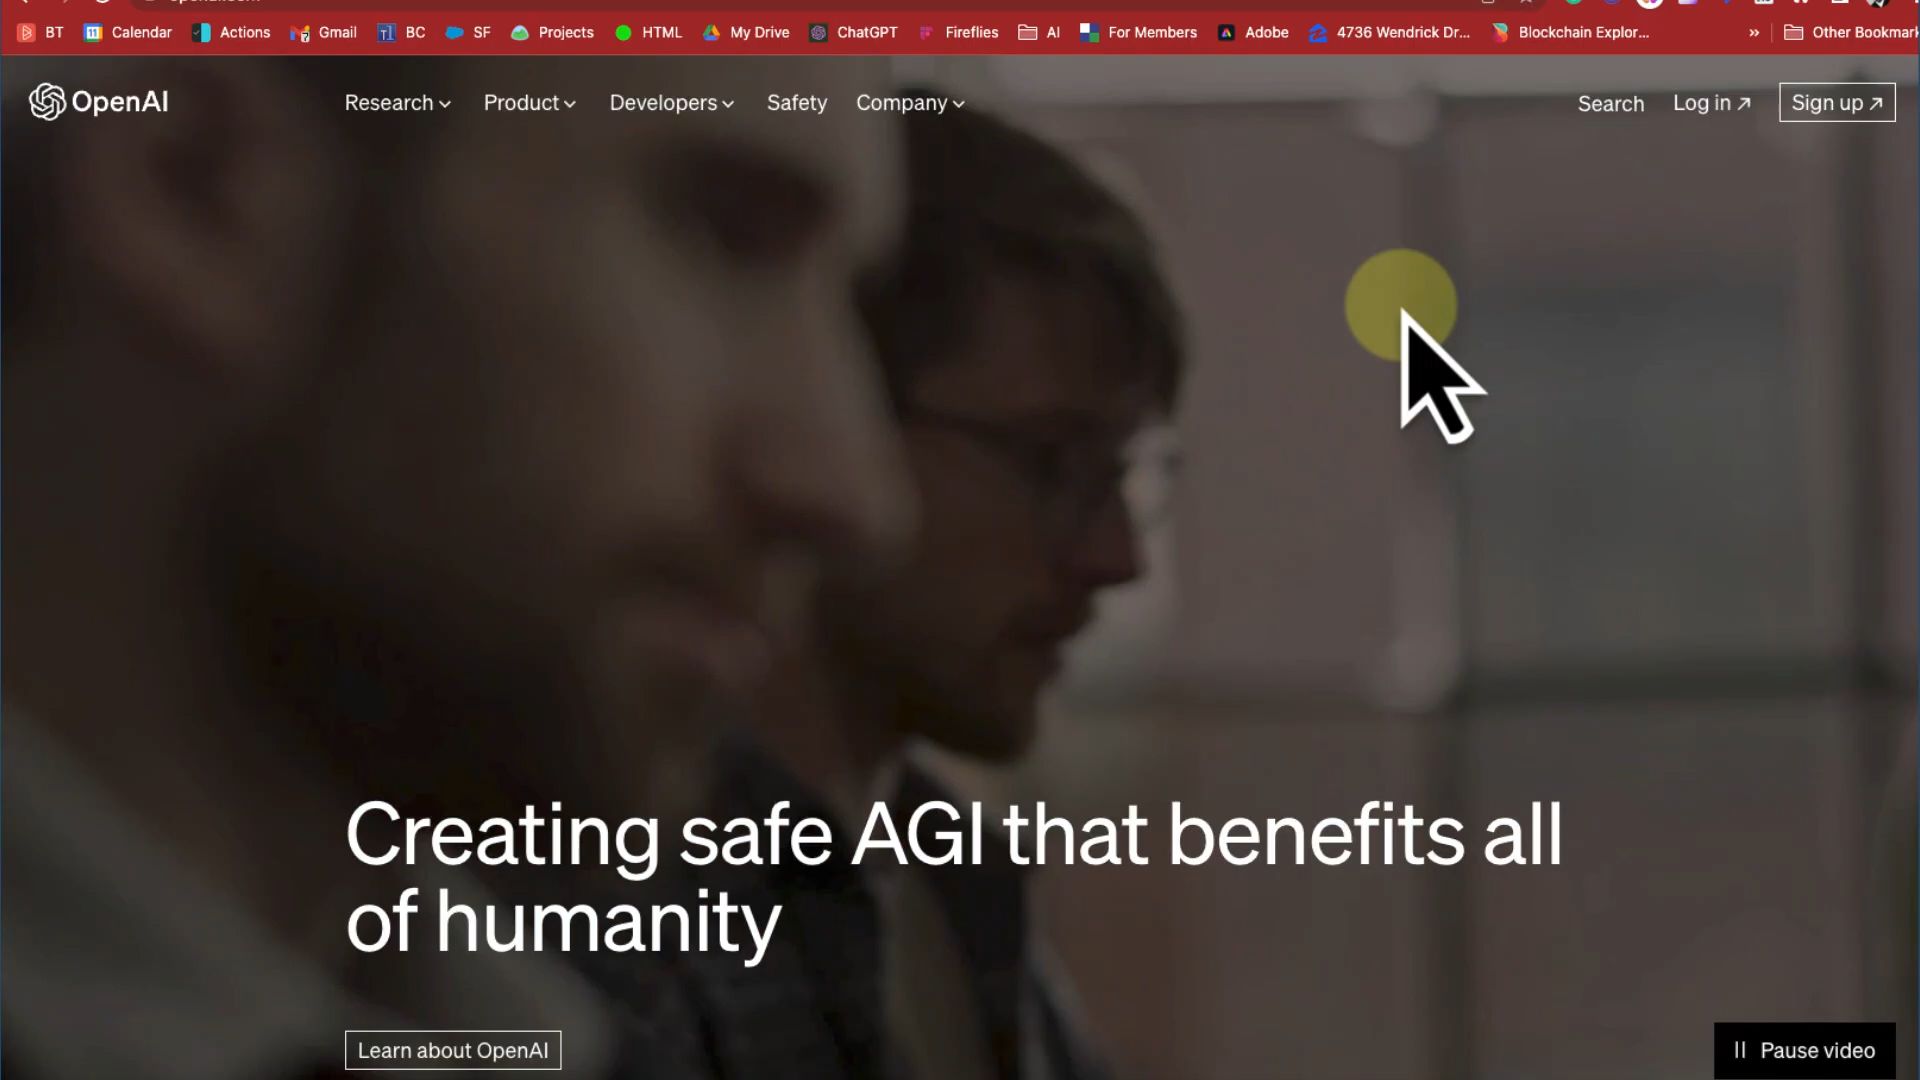 BT Calendar Actions Gmail BC SF Projects HTML My Drive ChatGPT Fireflies AI For Members Adobe 4736 Wendrick Dr... Blockchain Explor... » Other Bookmark
OpenAI Research Product Developers Safety Company Search Log in ↗ Sign up ↗
Creating safe AGI that benefits all
of humanity
Learn about OpenAI
Pause video